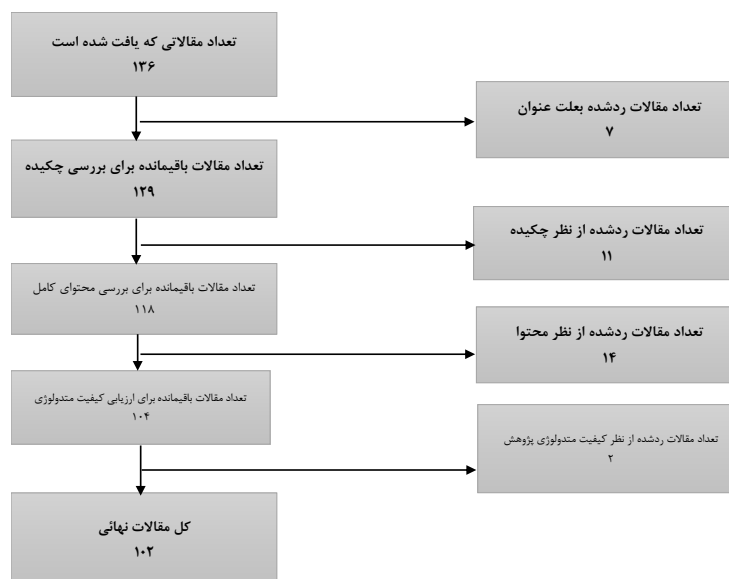 تعداد مقالاتی که یافت شده است
۱۳۶
تعداد مقالات ردشده بعلت عنوان
۷
تعداد مقالات باقیمانده برای بررسی چکیده
۱۲۹
تعداد مقالات ردشده از نظر چکیده
۱۱
تعداد مقالات باقیمانده برای بررسی محتوای کامل
۱۱۸
تعداد مقالات ردشده از نظر محتوا
۱۴
تعداد مقالات باقیمانده برای ارزیابی کیفیت متدولوژی
۱۰۴
تعداد مقالات ردشده از نظر کیفیت متدولوژی پژوهش
۲
کل مقالات نهائی
۱۰۲